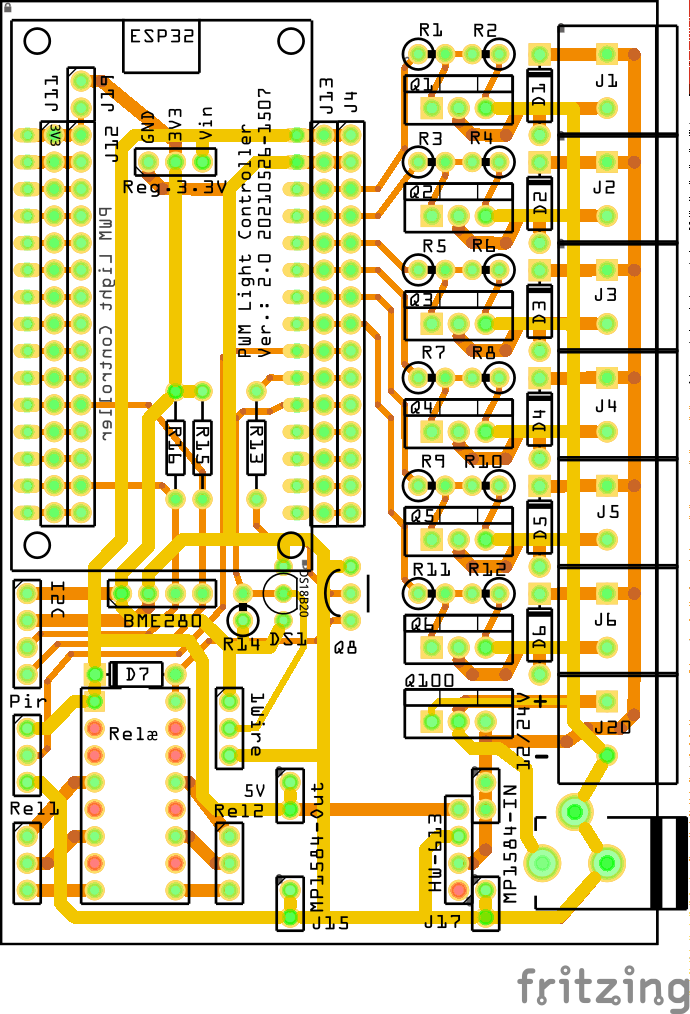 ESP32
R1
R2
J11
J19
J13
J4
Q1
D1
J1
3V3
J12
GND
3V3
Vin
R3
R4
Reg.3.3V
Q2
D2
J2
PWM Light Controller
PWM Light Controller
Ver.: 2.0 20210526-1507
R5
R6
Q3
D3
J3
R7
R8
Q4
D4
J4
R16
R15
R13
R9
R10
Q5
D5
J5
R11
R12
I2C
BME280
DS18B20
R14
DS1
Q8
Q6
D6
J6
D7
Q100
Pir
1Wire
+
12/24V
J20
Relæ
-
5V
Rel1
Rel2
MP1584-Out
HW-613
MP1584-IN
J15
J17
fritzing